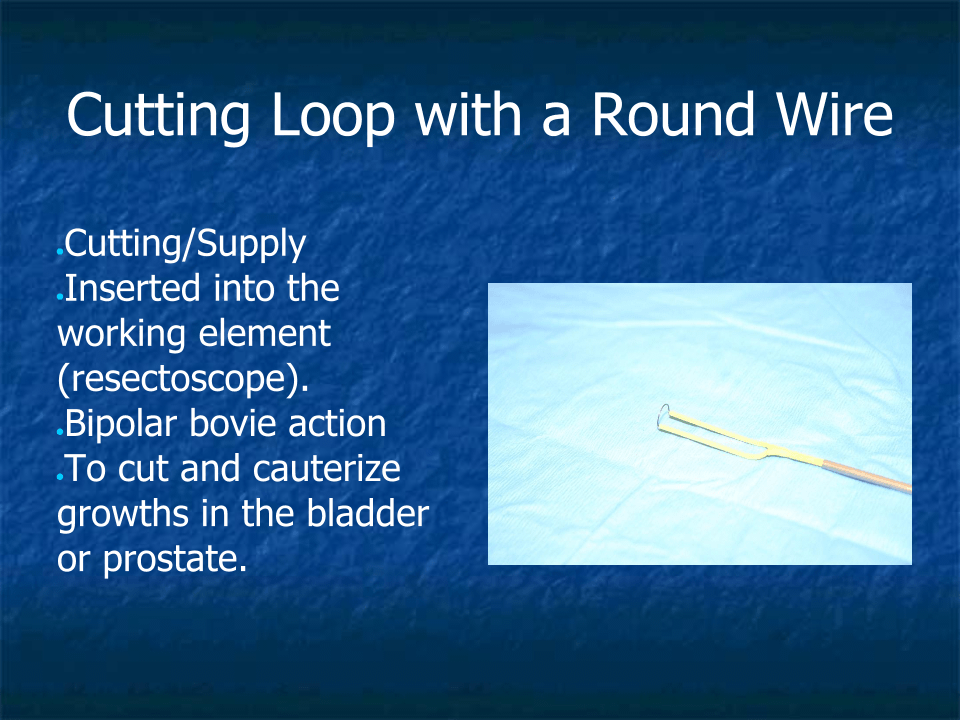 Cutting Loop with a Round Wire
●Cutting/Supply
●Inserted into the
working element
(resectoscope).
●Bipolar bovie action
●To cut and cauterize
growths in the bladder
or prostate.